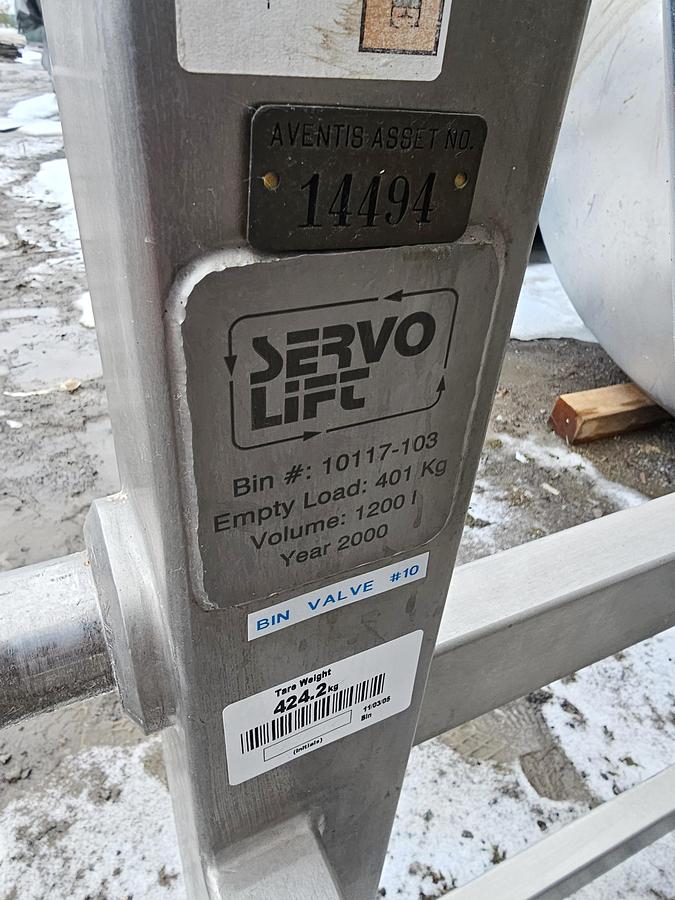 AVENTIS ASSET NO.
14494
SERVO
LIFT
Bin #: 10117-103
Empty Load: 401 Kg
Volume: 1200 l
Year 2000
BIN VALVE #10
Tare Weight
424.2kg
11/03/05
Bin
(Initials)